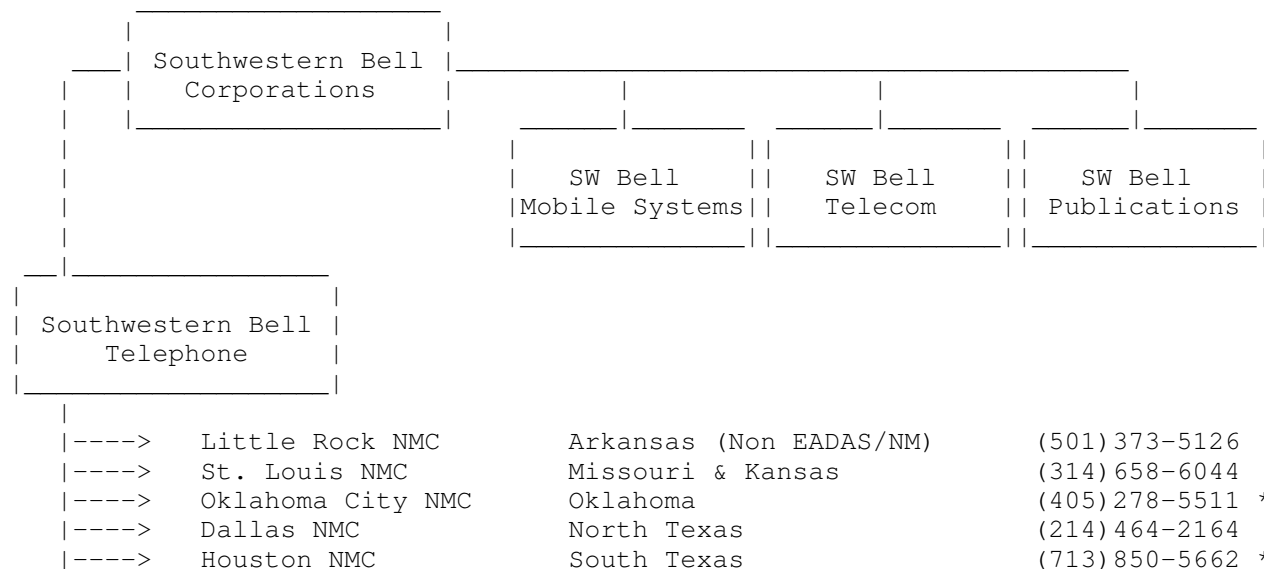 Southwestern Bell
Corporations
SW Bell SW Bell SW Bell
Mobile Systems Telecom Publications
Southwestern Bell
Telephone
|----> Little Rock NMC Arkansas (Non EADAS/NM) (501)373-5126
|----> St. Louis NMC Missouri & Kansas (314)658-6044
|----> Oklahoma City NMC Oklahoma (405)278-5511 *
|----> Dallas NMC North Texas (214)464-2164
|----> Houston NMC South Texas (713)850-5662 *